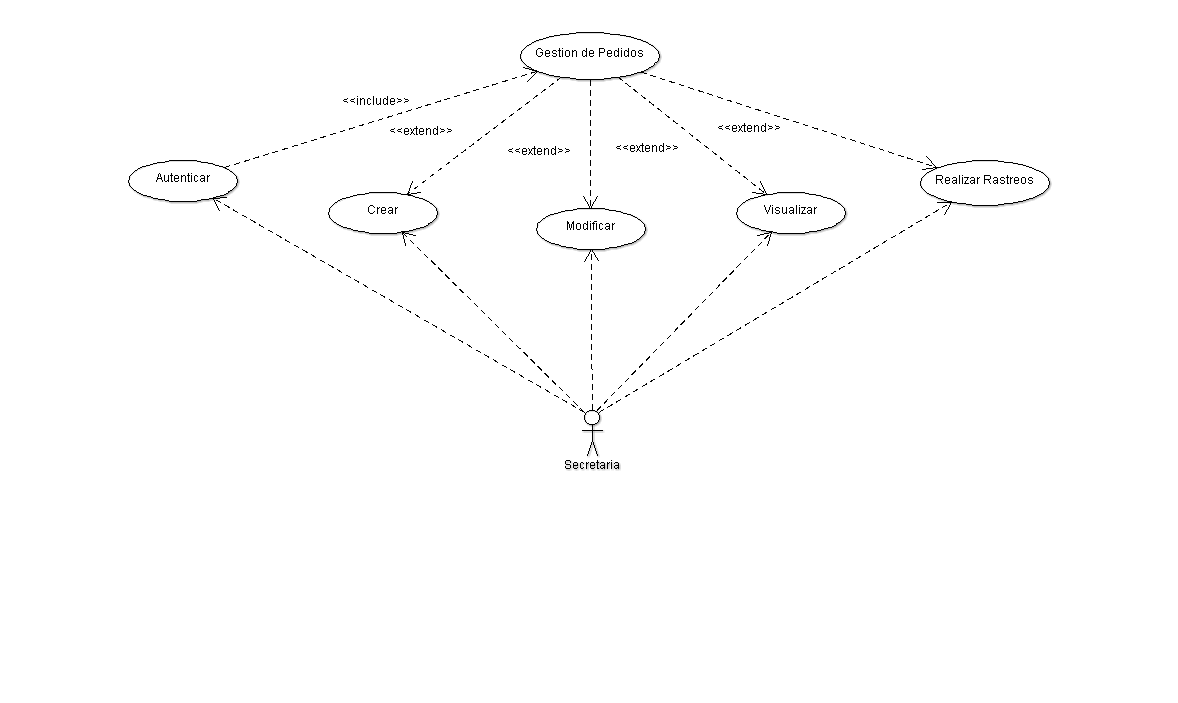 Gestion de Pedidos
<<include>>
<<extend>>
<<extend>>
<<extend>>
<<extend>>
Autenticar
Crear
Modificar
Visualizar
Realizar Rastreos
Secretaria